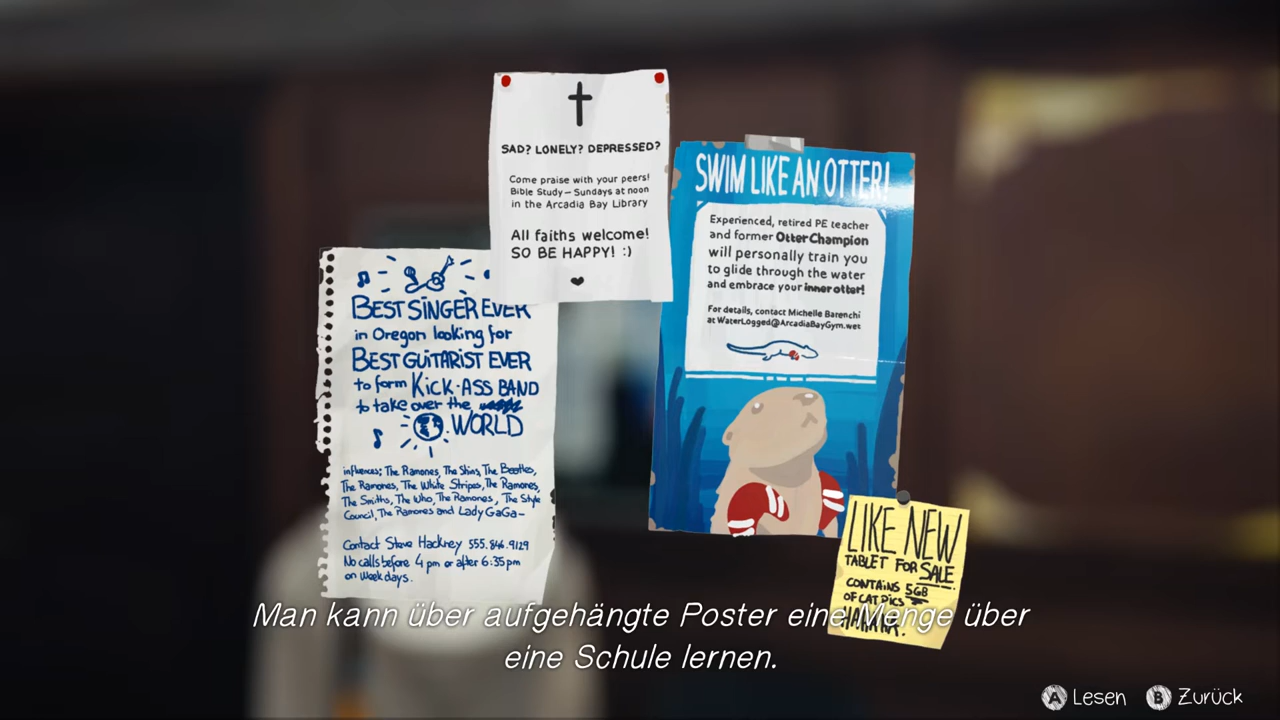 SAD? LONELY? DEPRESSED?
Come praise with your peers!
Bible Study – Sundays at noon
in the Arcadia Bay Library
All faiths welcome!
SO BE HAPPY! :)
SWIM LIKE AN OTTER!
Experienced, retired PE teacher
and former Otter Champion
will personally train you
to glide through the water
and embrace your inner otter!
For details, contact Michelle Barenchi
at WaterLogged@ArcadiaBayGym.wet
BEST SINGER EVER
in Oregon looking for
BEST GUITARIST EVER
to form KICK-ASS BAND
to take over the
WORLD
influences: The Ramones, The Shins, The Beatles,
The Ramones, The White Stripes, The Ramones,
The Smiths, The Who, The Ramones, The Style
Council, The Ramones and Lady GaGa–
Contact Steve Hackney 555.846.9129
No calls before 4 pm or after 6:35 pm
on weekdays.
LIKE NEW
TABLET FOR SALE
CONTAINS 5GB
OF CAT PICS
HAHAHA.
Man kann über aufgehängte Poster eine Menge über
eine Schule lernen.
A Lesen B Zurück